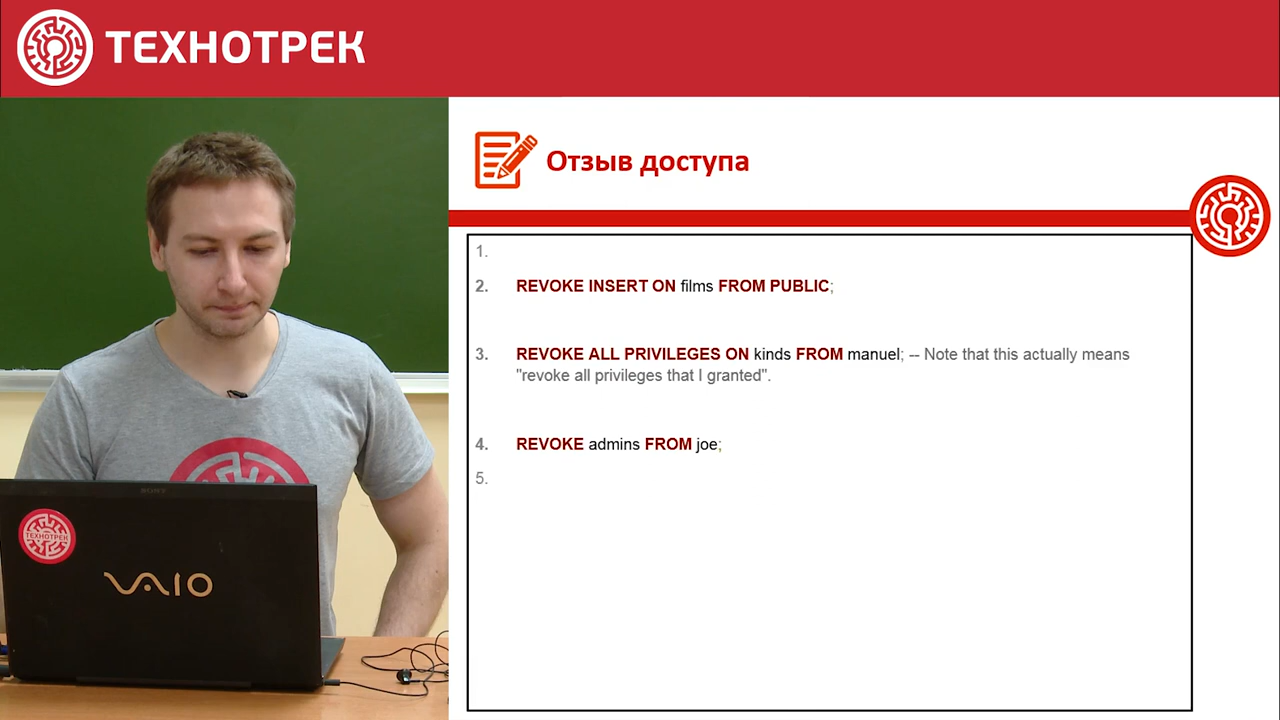 ТЕХНОТРЕК
Отзыв доступа
1.
2. REVOKE INSERT ON films FROM PUBLIC;
3. REVOKE ALL PRIVILEGES ON kinds FROM manuel; -- Note that this actually means
"revoke all privileges that I granted".
4. REVOKE admins FROM joe;
5.
SONY
ТЕХНОТРЕК
VAIO